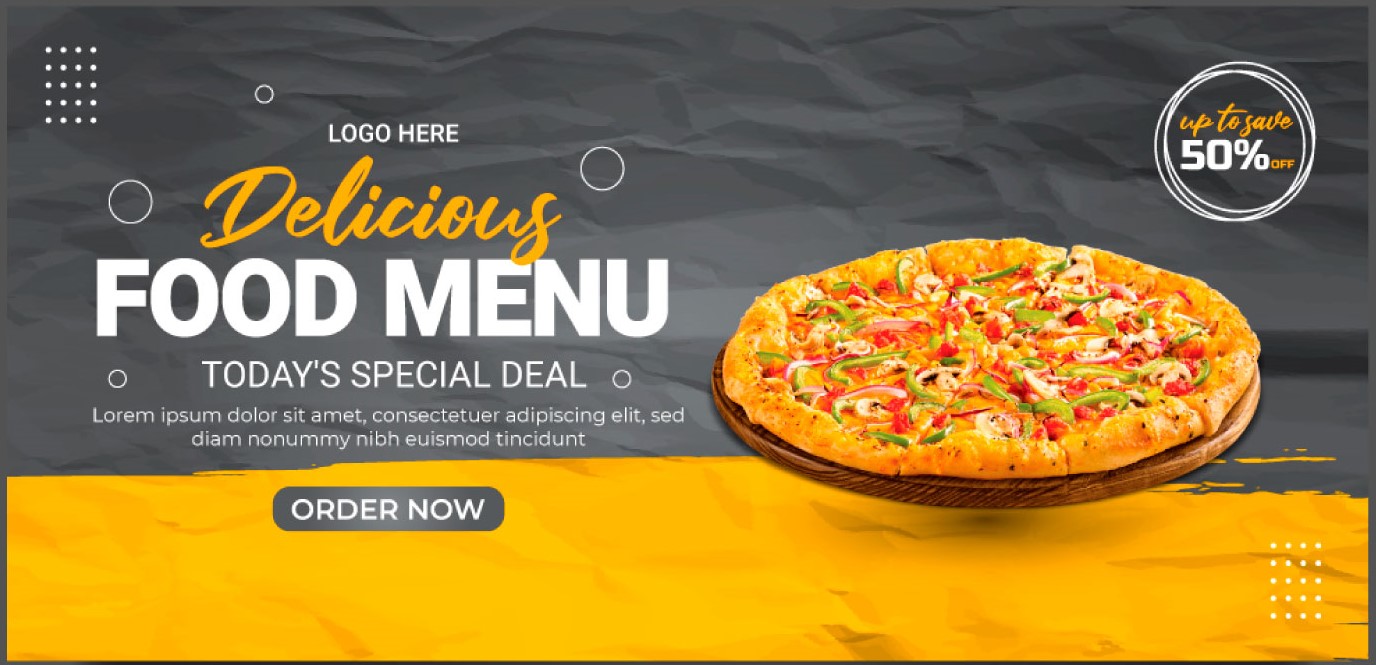 LOGO HERE
Delicious
FOOD MENU
TODAY'S SPECIAL DEAL
Lorem ipsum dolor sit amet, consectetuer adipiscing elit, sed
diam nonummy nibh euismod tincidunt
ORDER NOW
up to save
50% OFF